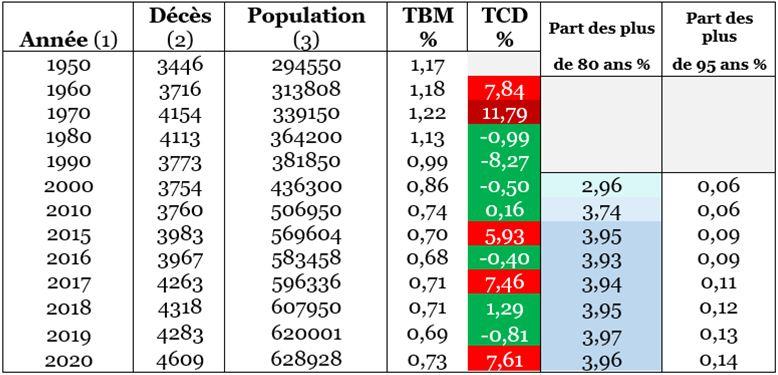 Année (1) Décès (2) Population (3) TBM % TCD % Part des plus de 80 ans % Part des plus de 95 ans %
1950 3446 294550 1,17
1960 3716 313808 1,18 7,84
1970 4154 339150 1,22 11,79
1980 4113 364200 1,13 -0,99
1990 3773 381850 0,99 -8,27
2000 3754 436300 0,86 -0,50 2,96 0,06
2010 3760 506950 0,74 0,16 3,74 0,06
2015 3983 569604 0,70 5,93 3,95 0,09
2016 3967 583458 0,68 -0,40 3,93 0,09
2017 4263 596336 0,71 7,46 3,94 0,11
2018 4318 607950 0,71 1,29 3,95 0,12
2019 4283 620001 0,69 -0,81 3,97 0,13
2020 4609 628928 0,73 7,61 3,96 0,14